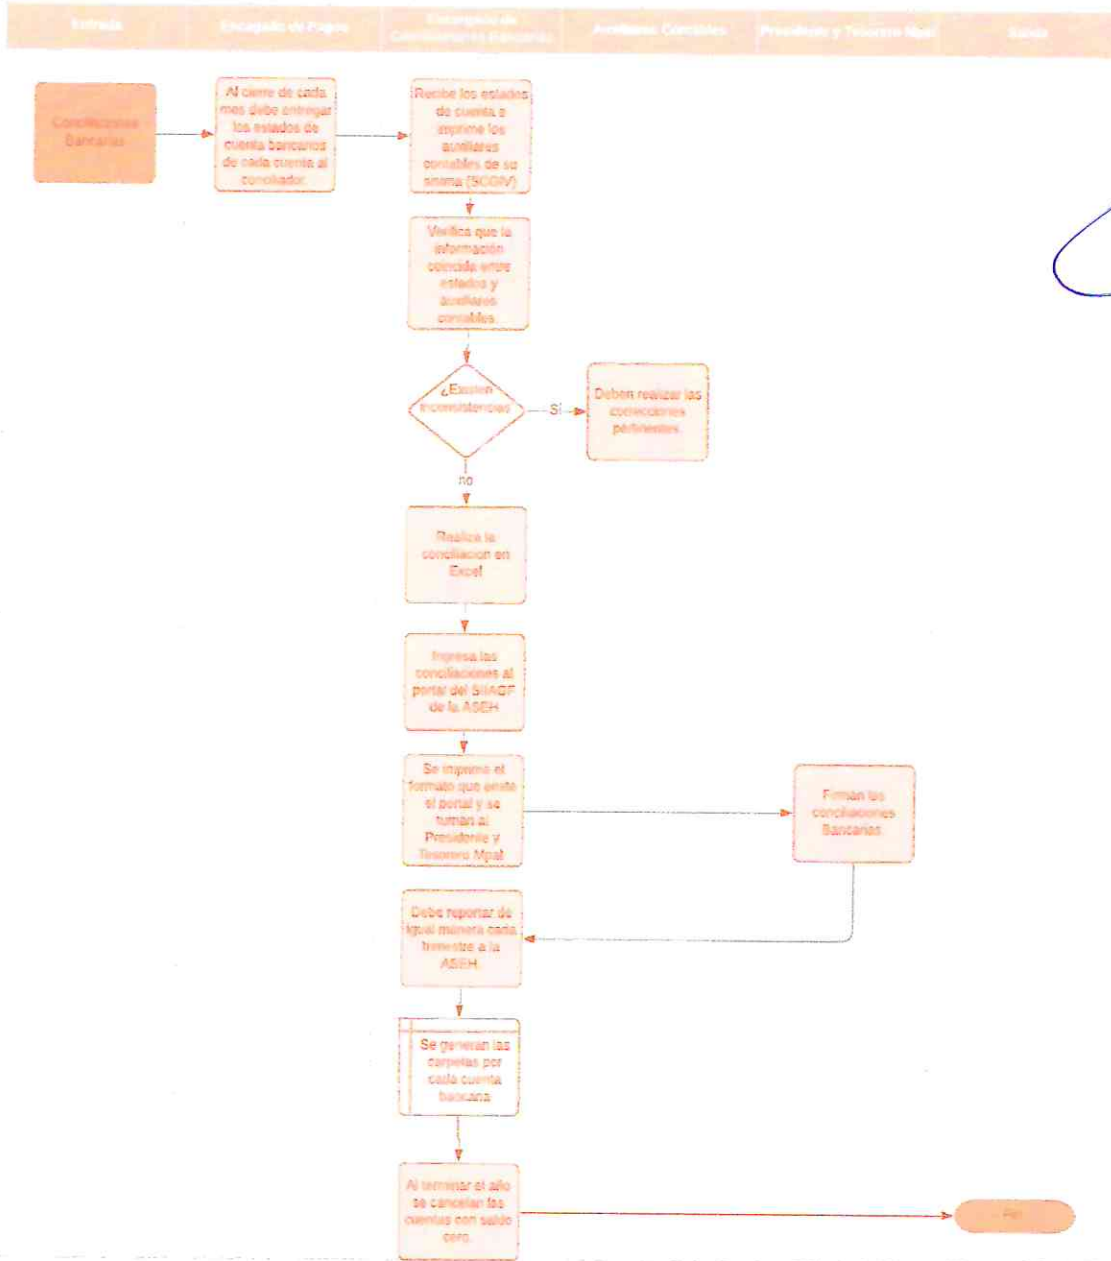 Entrada
Encargado de Pagos
Encargado de
Conciliaciones Bancarias
Auxiliares Contables
Presidente y Tesorero Mpal
Salida
Conciliaciones
Bancarias
Al cierre de cada
mes debe entregar
los estados de
cuenta bancarios
de cada cuenta al
conciliador.
Recibe los estados
de cuenta e
imprime los
auxiliares
contables de su
Verifica que la
información
coincida entre
estados y
auxiliares
contables.
¿Existen
Inconsistencias
Sí
Deben realizar las
correcciones
pertinentes.
no
Realiza la
conciliacion en
Excel
Ingresa las
conciliaciones al
portal del SIIAGF
de la ASEH
Se imprime el
formato que emite
el portal y se
turnan al
Presidente y
Tesorero Mpal
Firman las
conciliaciones
Bancarias.
Debe reportar de
igual manera cada
trimestre a la
ASEH.
Se generan las
carpetas por
cada cuenta
bancaria
Al terminar el año
se cancelan las
cuentas con saldo
cero.
Fin